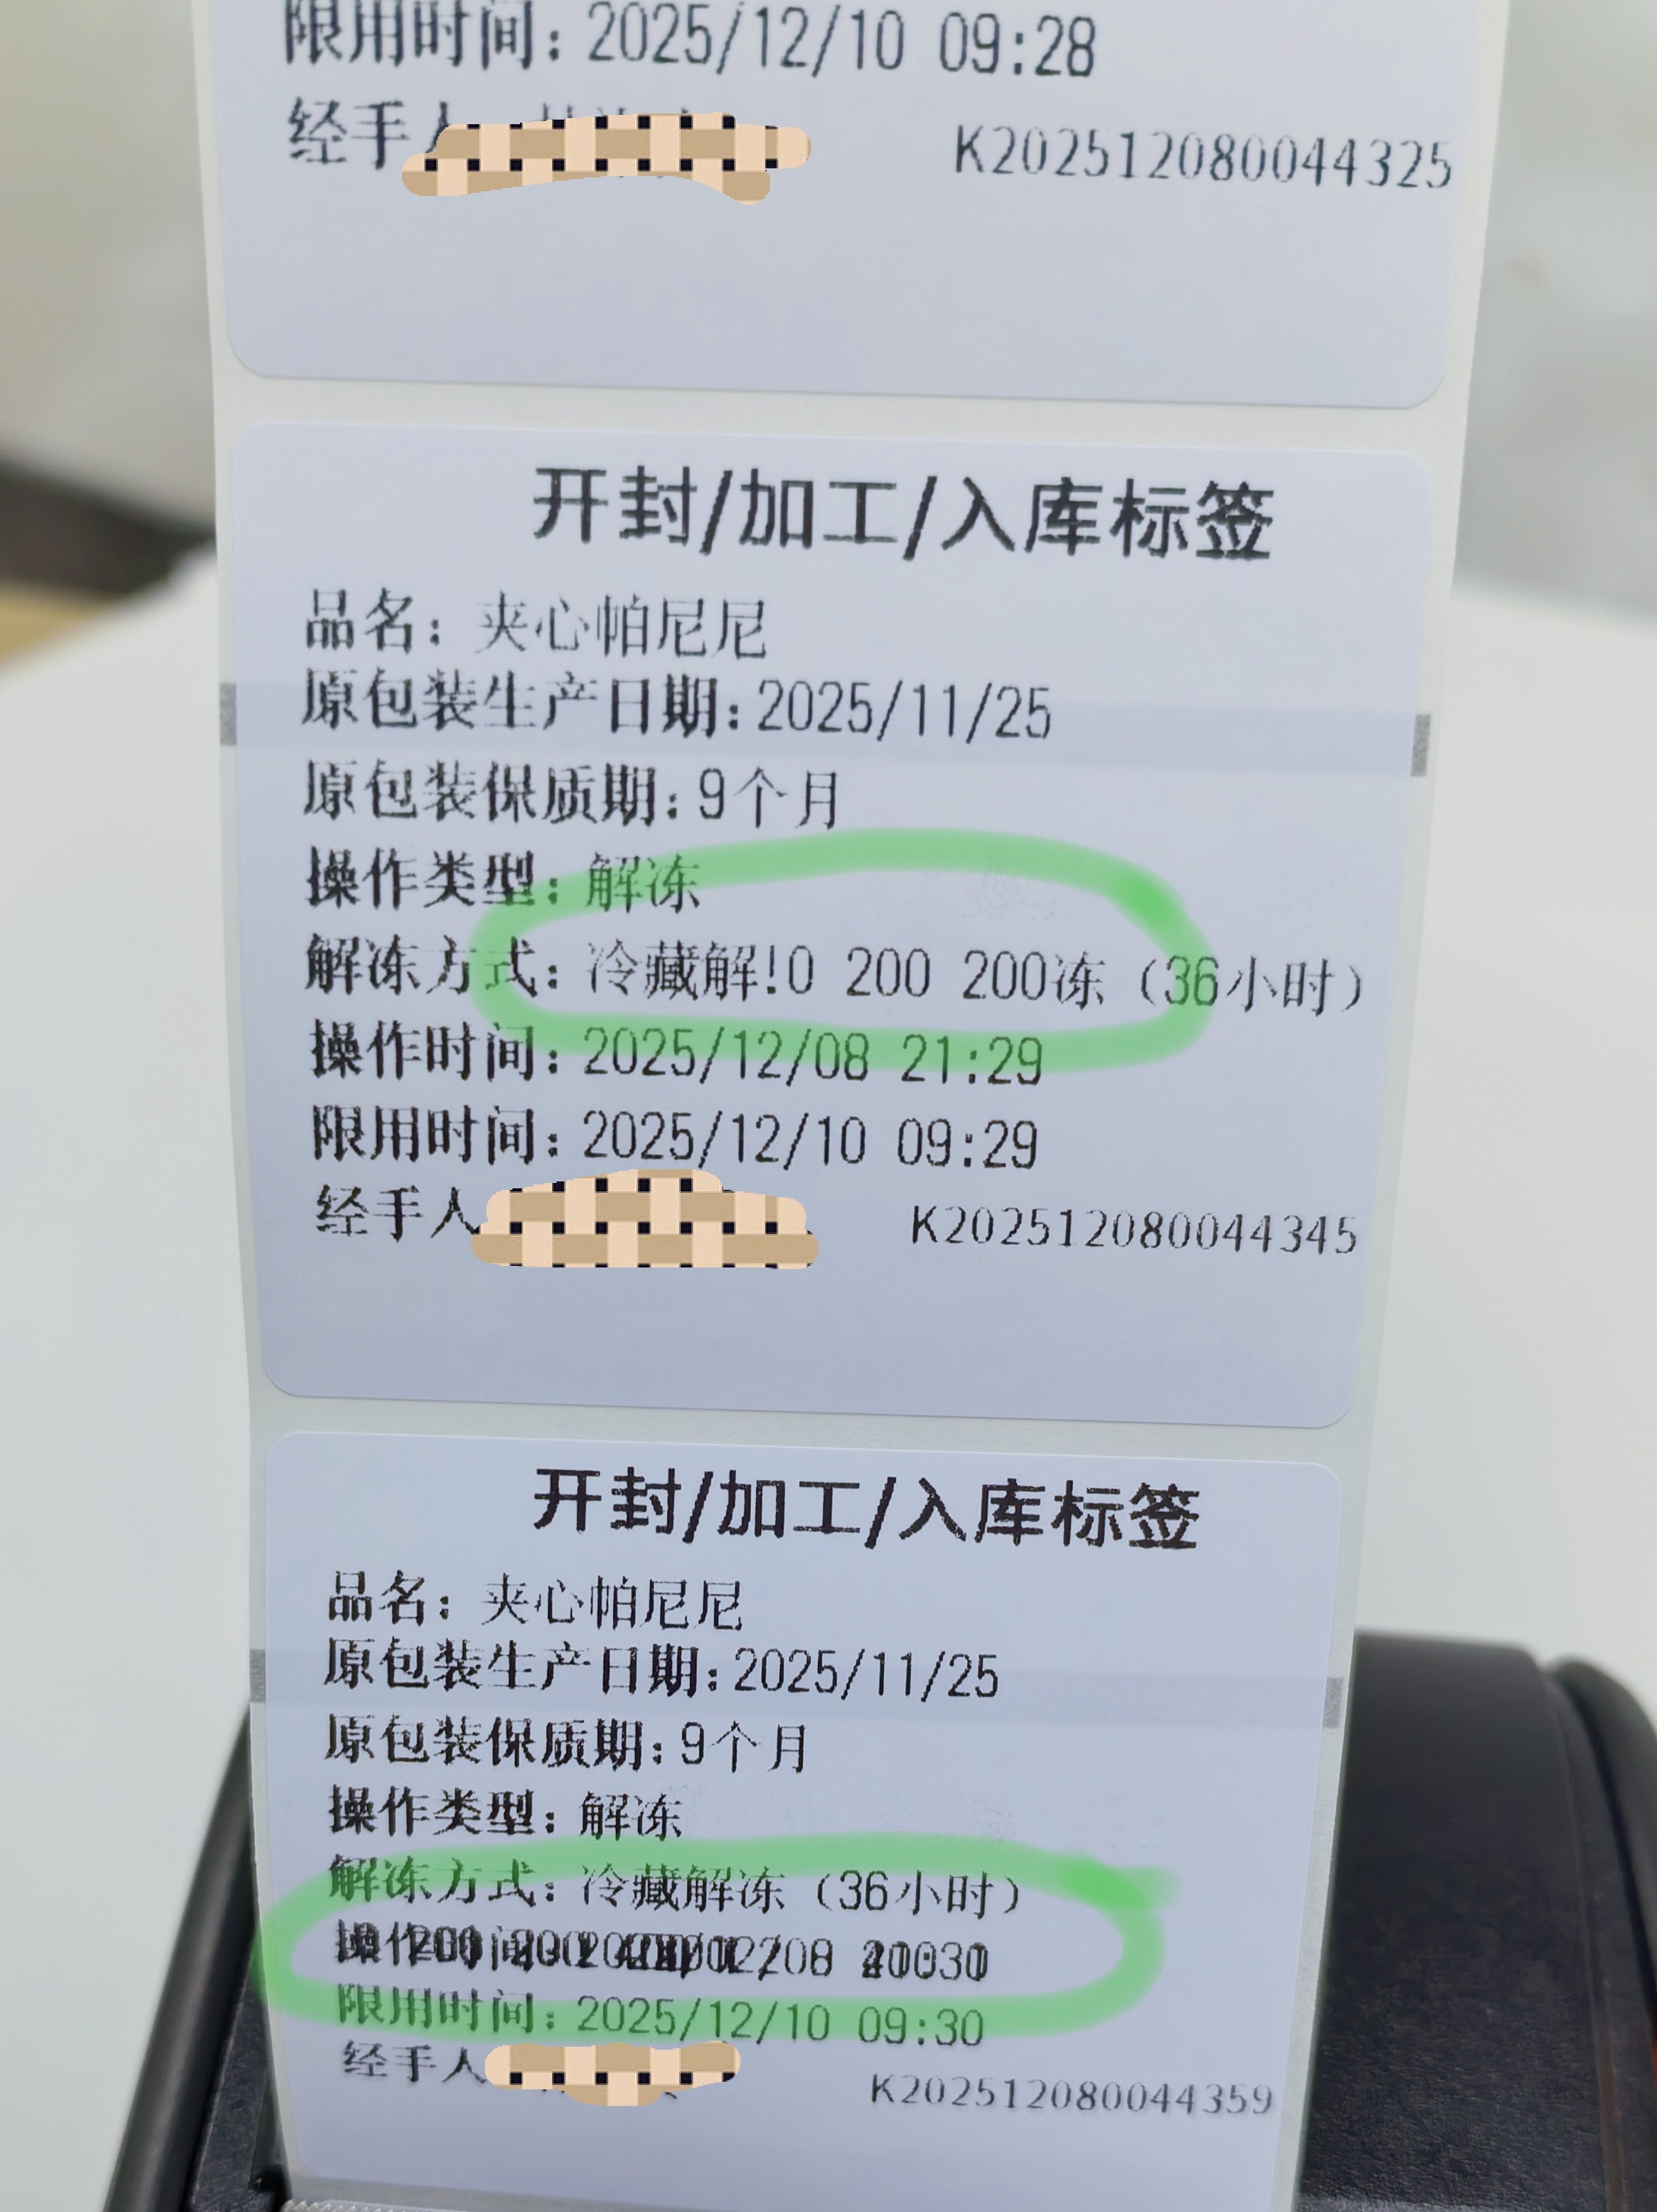 限用时间：2025/12/10 09:28
经手人 K202512080044325
开封/加工/入库标签
品名：夹心帕尼尼
原包装生产日期：2025/11/25
原包装保质期：9个月
操作类型：解冻
解冻方式：冷藏解!0 200 200冻（36小时）
操作时间：2025/12/08 21:29
限用时间：2025/12/10 09:29
经手人 K202512080044345
开封/加工/入库标签
品名：夹心帕尼尼
原包装生产日期：2025/11/25
原包装保质期：9个月
操作类型：解冻
解冻方式：冷藏解冻（36小时）
限用时间：2025/12/10 09:30
经手人 K202512080044359